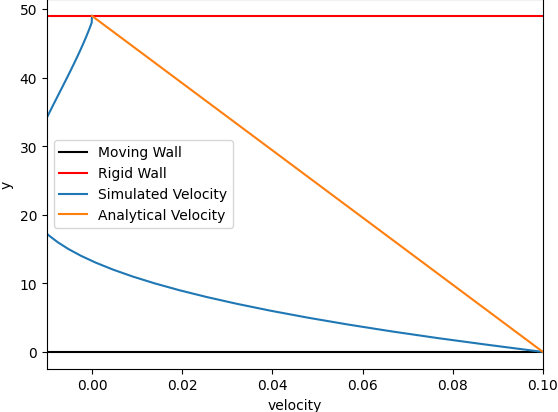 50
40
30
20
10
0
y
Moving Wall
Rigid Wall
Simulated Velocity
Analytical Velocity
0.00 0.02 0.04 0.06 0.08 0.10
velocity